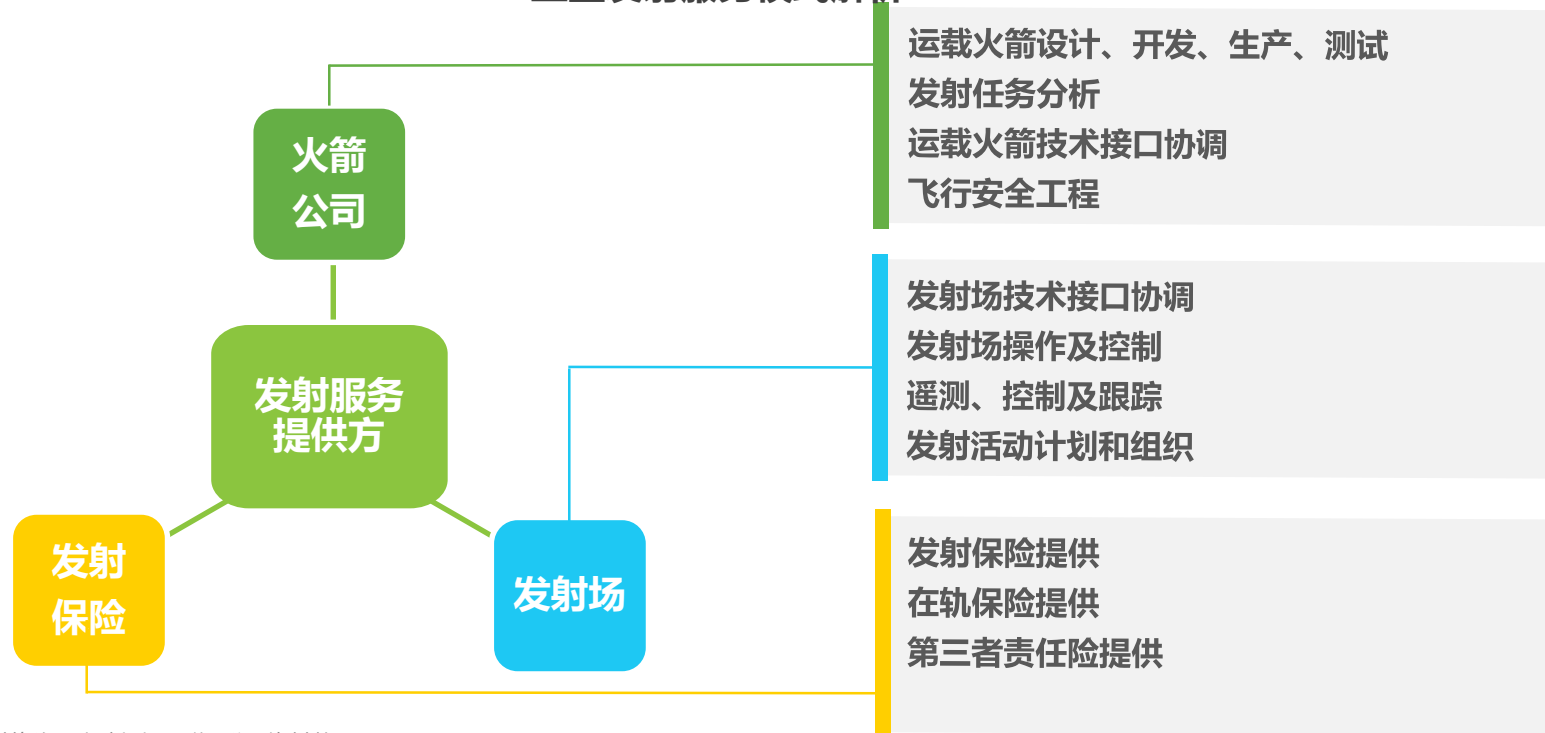 运载火箭设计、开发、生产、测试
发射任务分析
运载火箭技术接口协调
飞行安全工程
火箭
公司
发射服务
提供方
发射场技术接口协调
发射场操作及控制
遥测、控制及跟踪
发射活动计划和组织
发射
保险
发射场
发射保险提供
在轨保险提供
第三者责任险提供